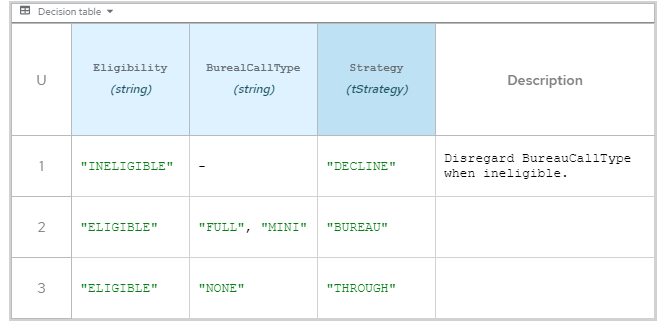 Decision table
U Eligibility BurealCallType Strategy Description
(string) (string) (tStrategy)
1 "INELIGIBLE" - "DECLINE" Disregard BureauCallType
when ineligible.
2 "ELIGIBLE" "FULL", "MINI" "BUREAU"
3 "ELIGIBLE" "NONE" "THROUGH"